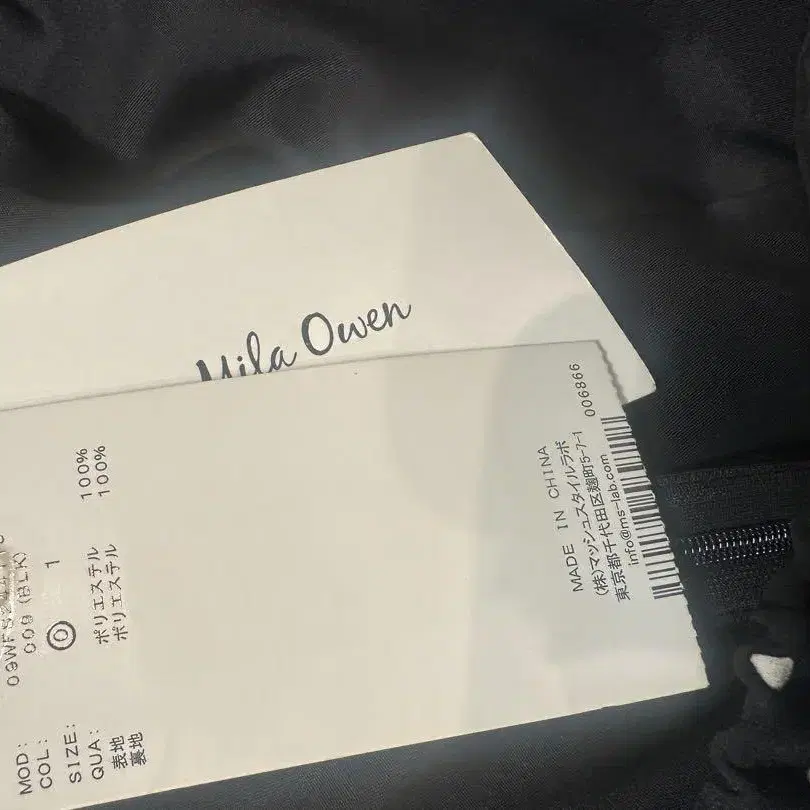 Mila Owen
MOD:
COL: 009 (BLK)
SIZE: ◎ 1
QUA:
表地 ポリエステル 100%
裏地 ポリエステル 100%
MADE IN CHINA
(株)マッシュスタイルラボ
東京都千代田区麹町5-7-1
info@ms-lab.com
006866